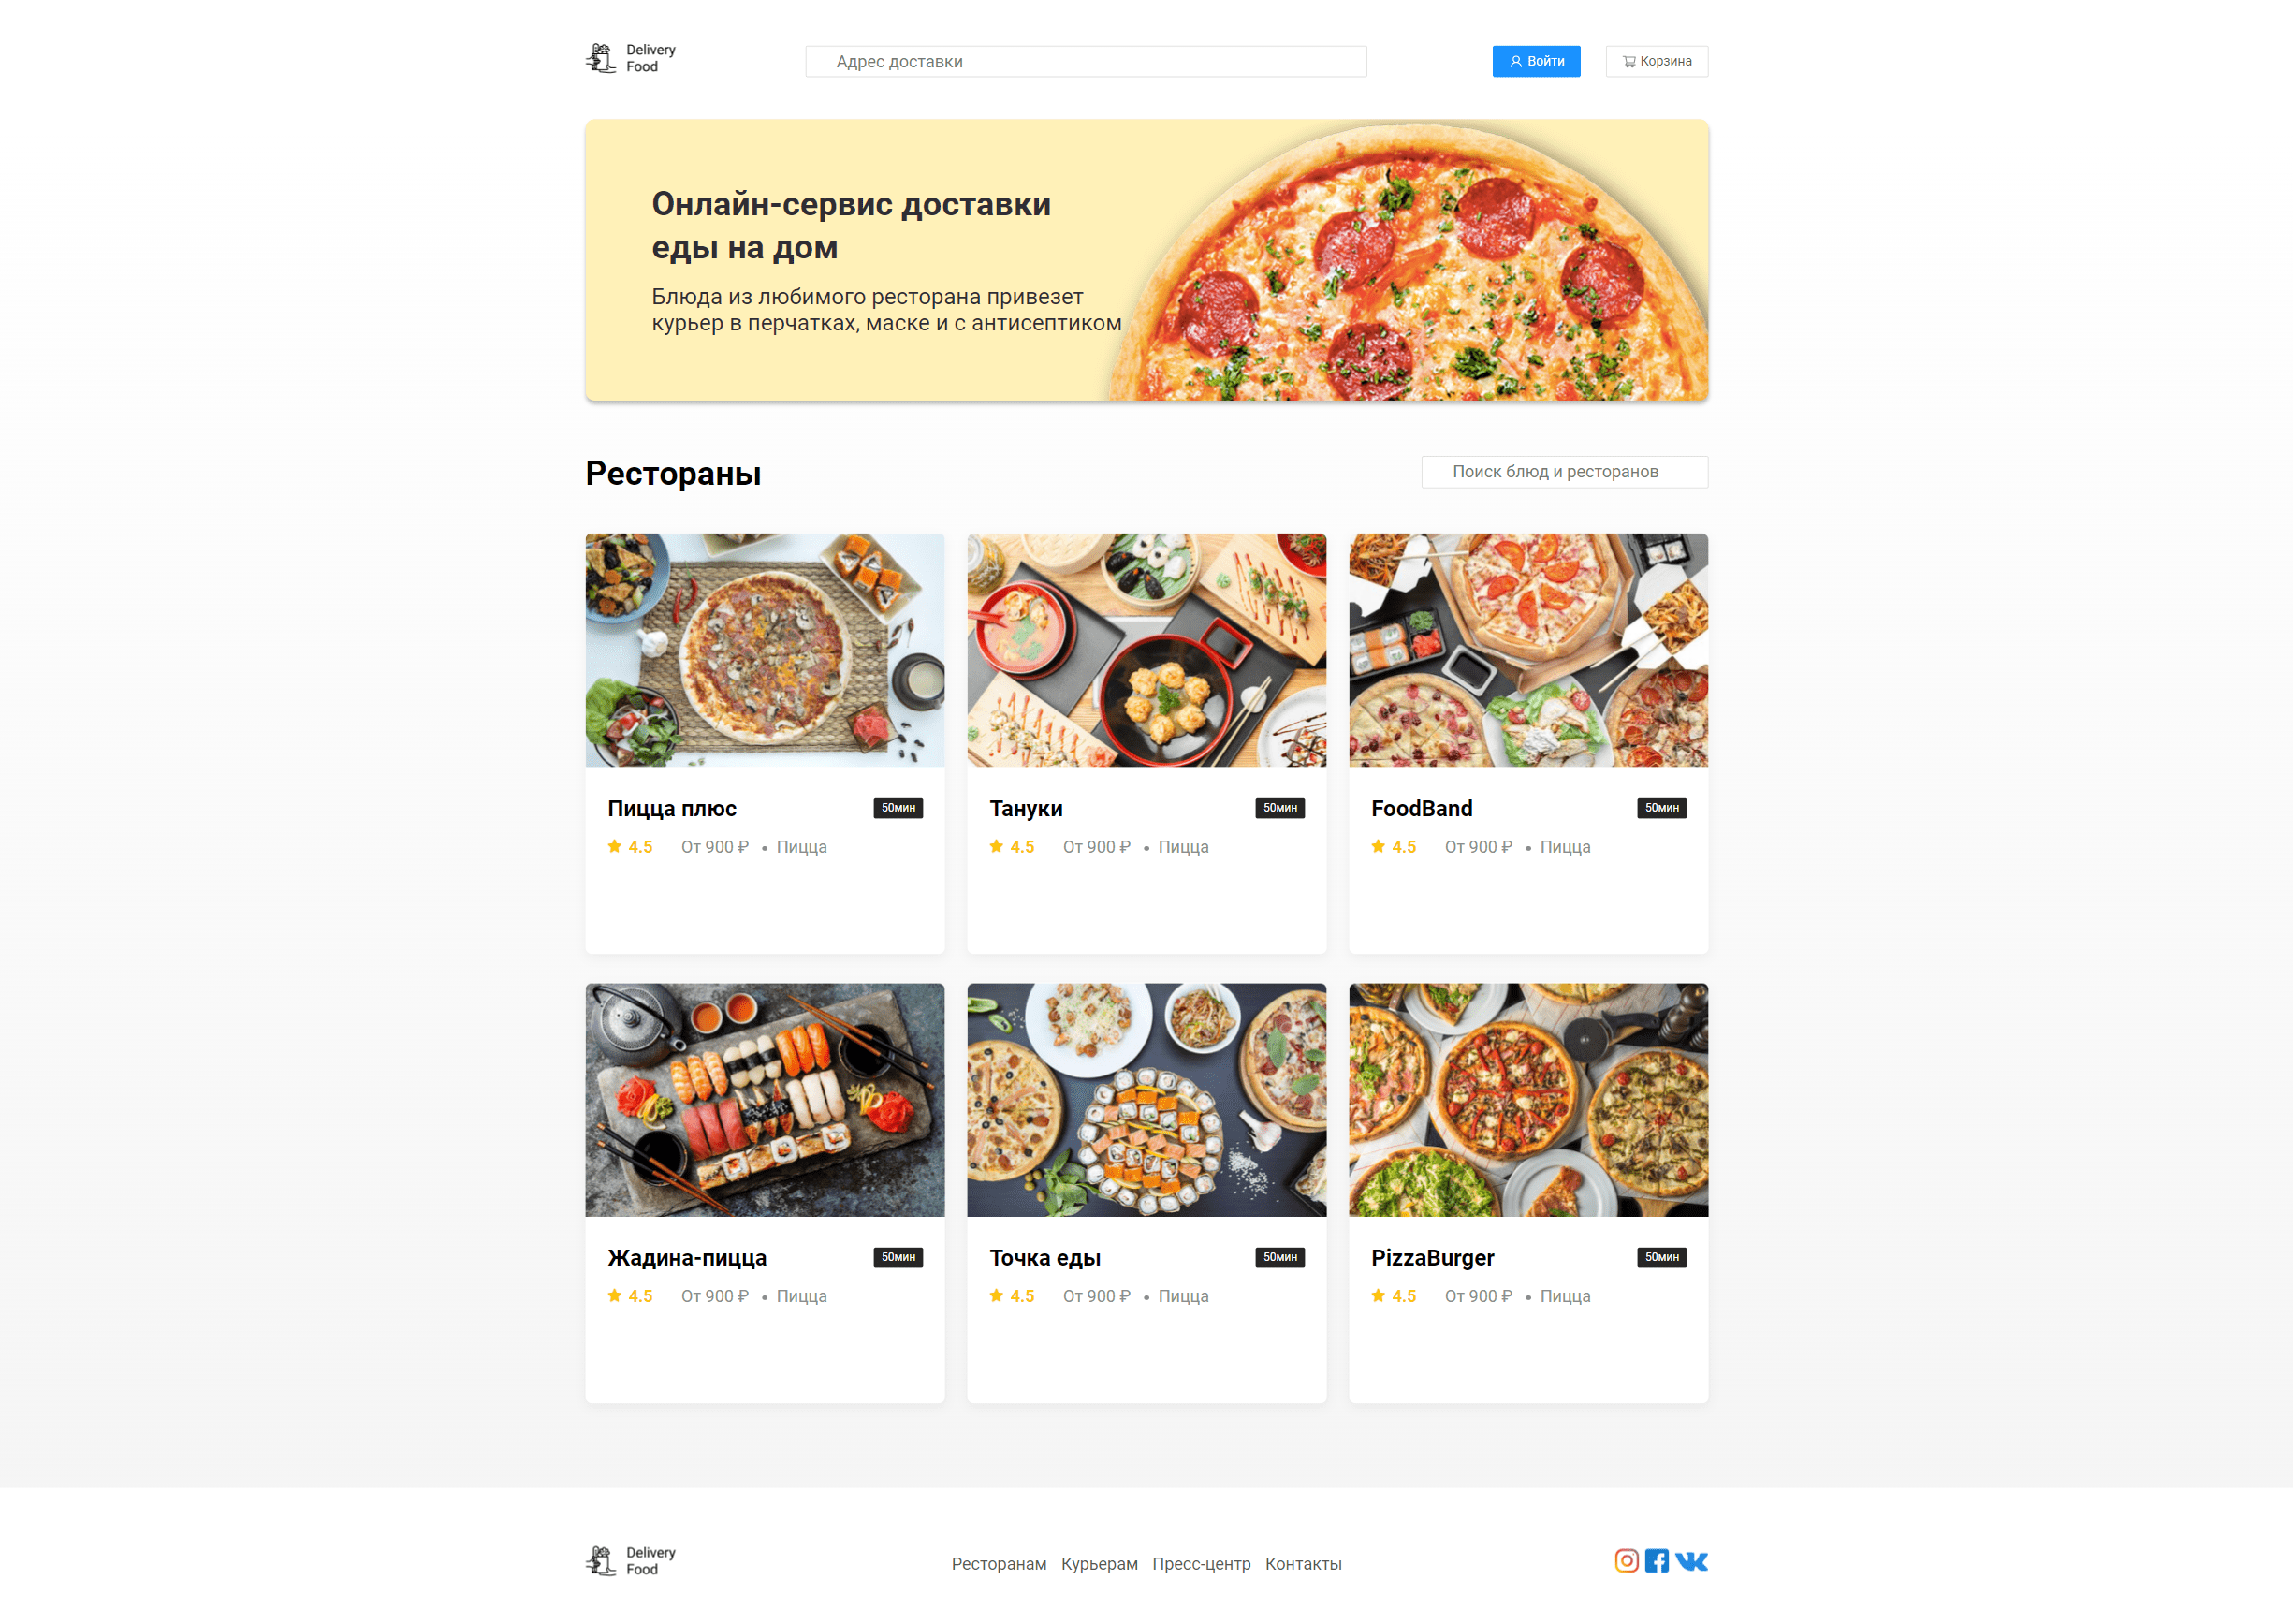 Delivery
Food
Адрес доставки
Войти
Корзина
Онлайн-сервис доставки
еды на дом
Блюда из любимого ресторана привезет
курьер в перчатках, маске и с антисептиком
Рестораны
Поиск блюд и ресторанов
Пицца плюс
50мин
4.5
От 900 ₽ • Пицца
Тануки
50мин
4.5
От 900 ₽ • Пицца
FoodBand
50мин
4.5
От 900 ₽ • Пицца
Жадина-пицца
50мин
4.5
От 900 ₽ • Пицца
Точка еды
50мин
4.5
От 900 ₽ • Пицца
PizzaBurger
50мин
4.5
От 900 ₽ • Пицца
Delivery
Food
Ресторанам Курьерам Пресс-центр Контакты